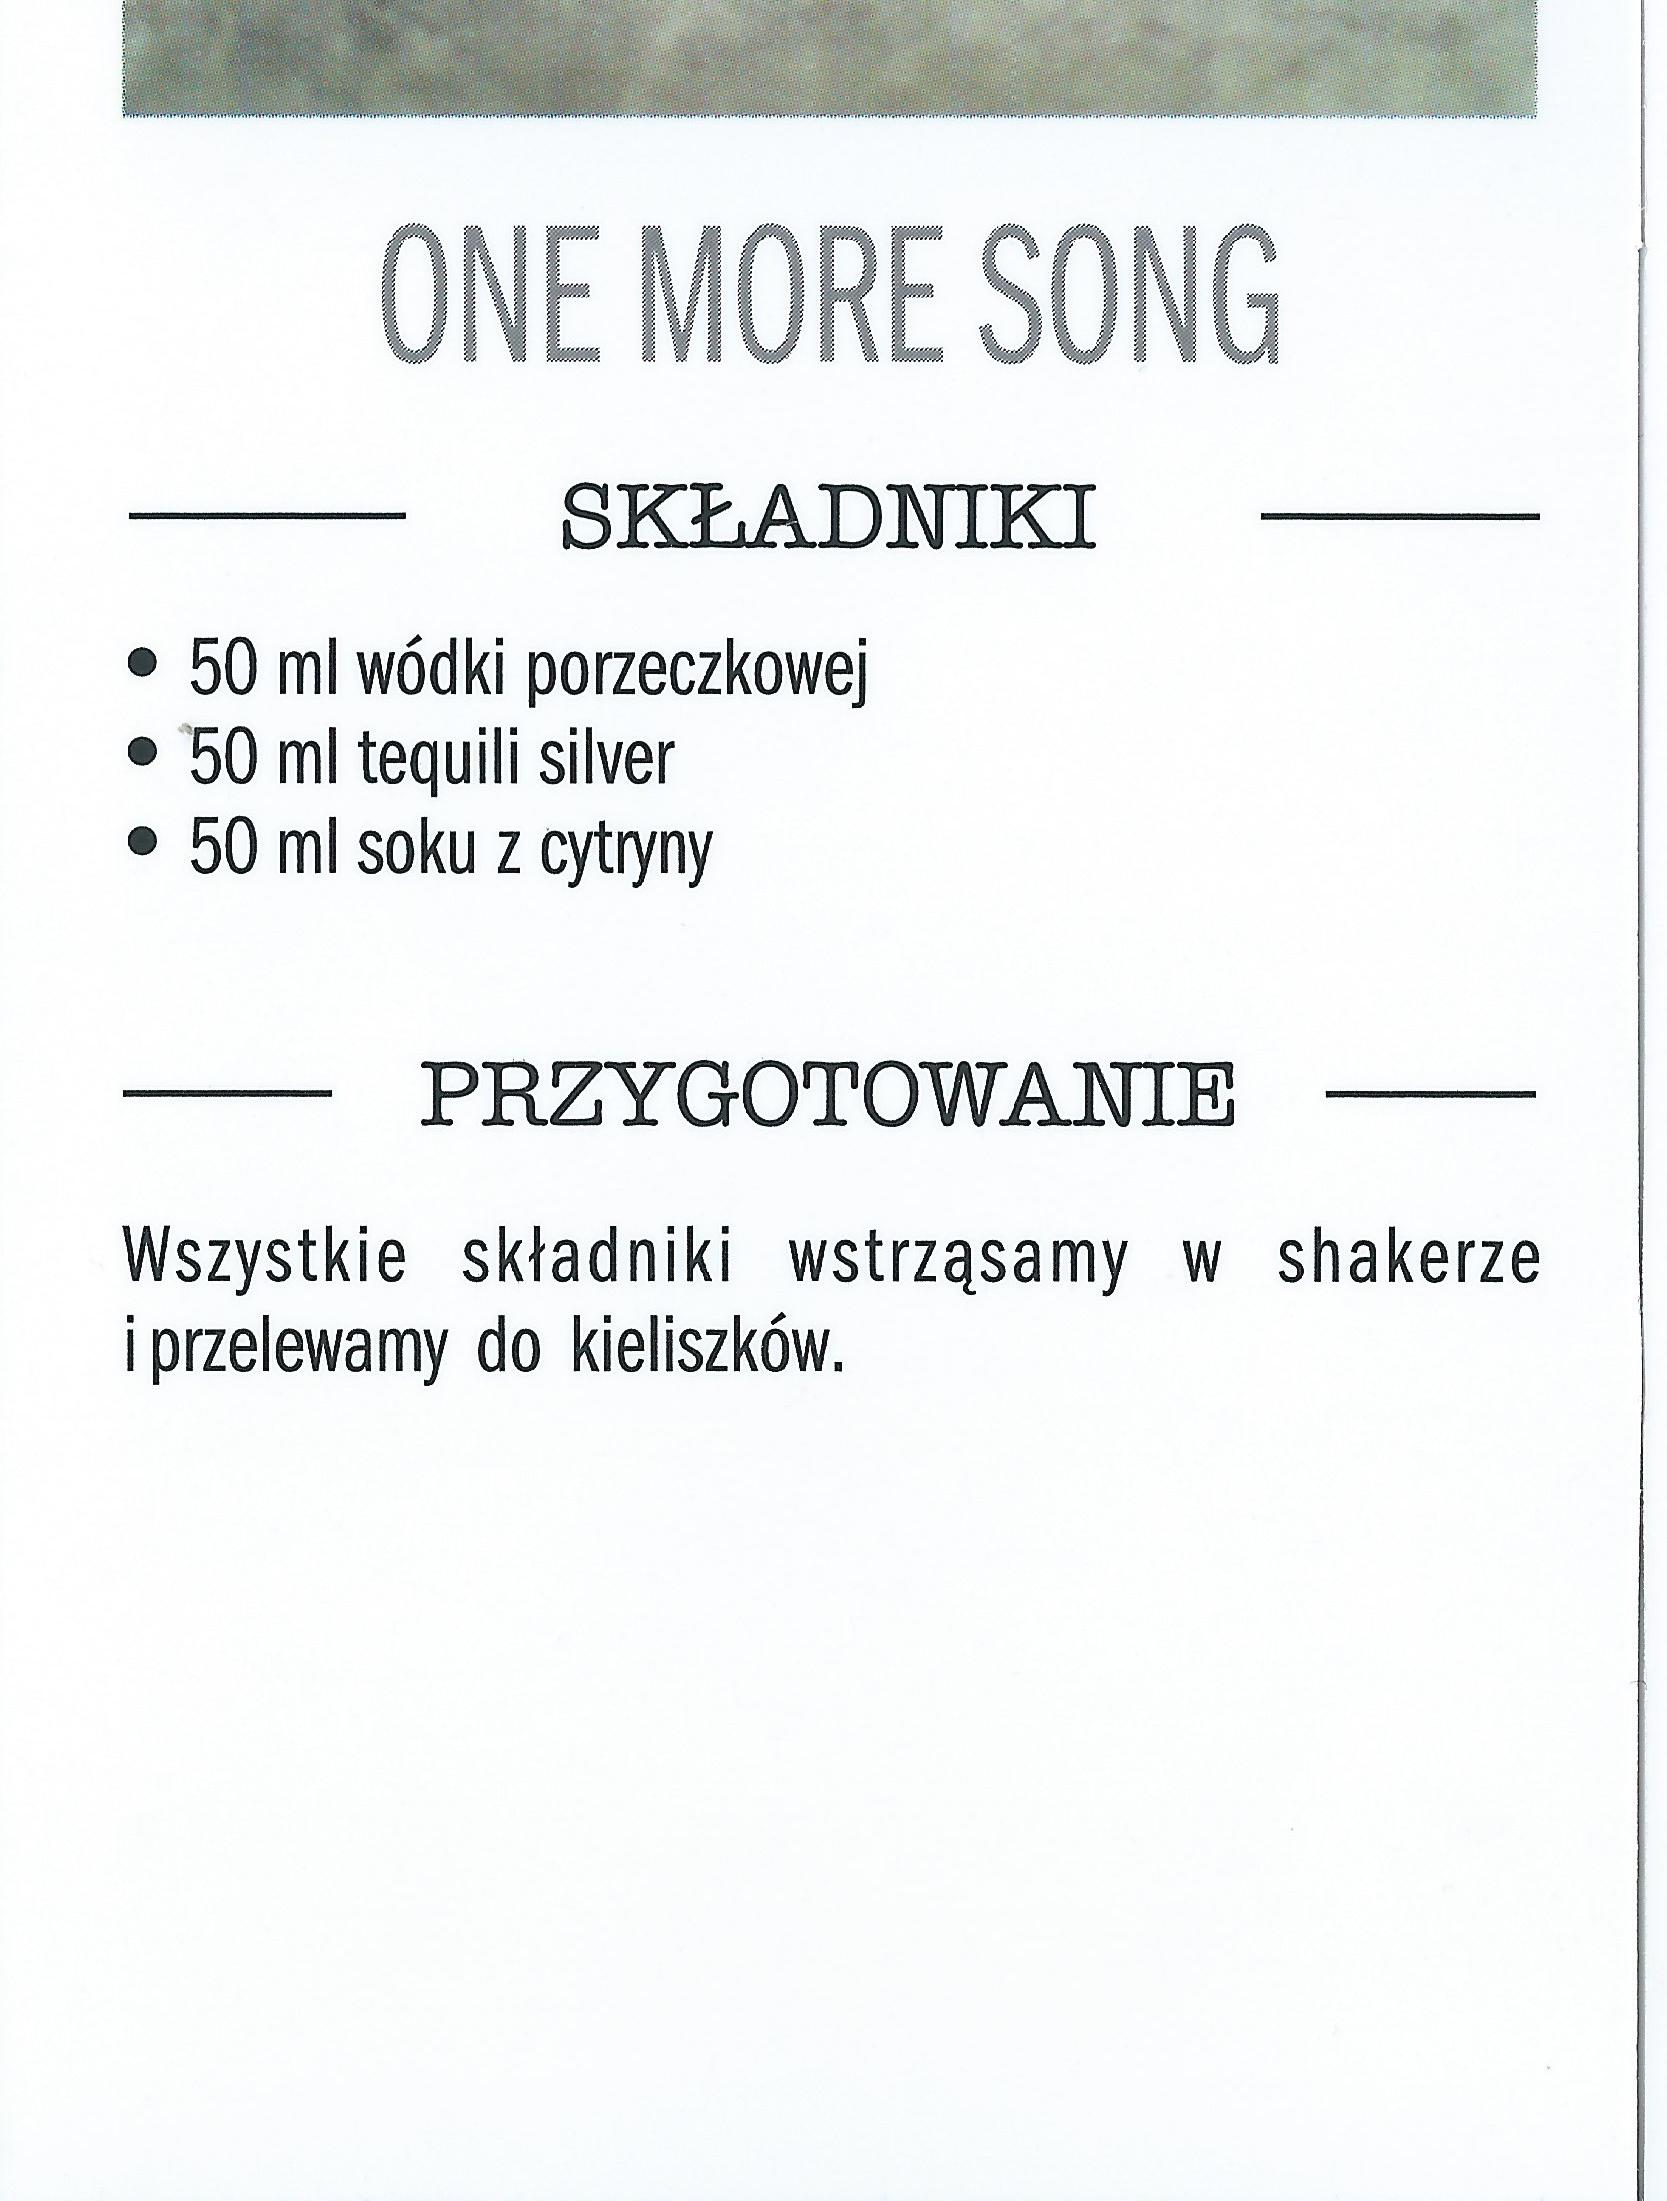 ONE MORE SONG
SKŁADNIKI
• 50 ml wódki porzeczkowej
• 50 ml tequili silver
• 50 ml soku z cytryny
PRZYGOTOWANIE
Wszystkie składniki wstrząsamy w shakerze
i przelewamy do kieliszków.